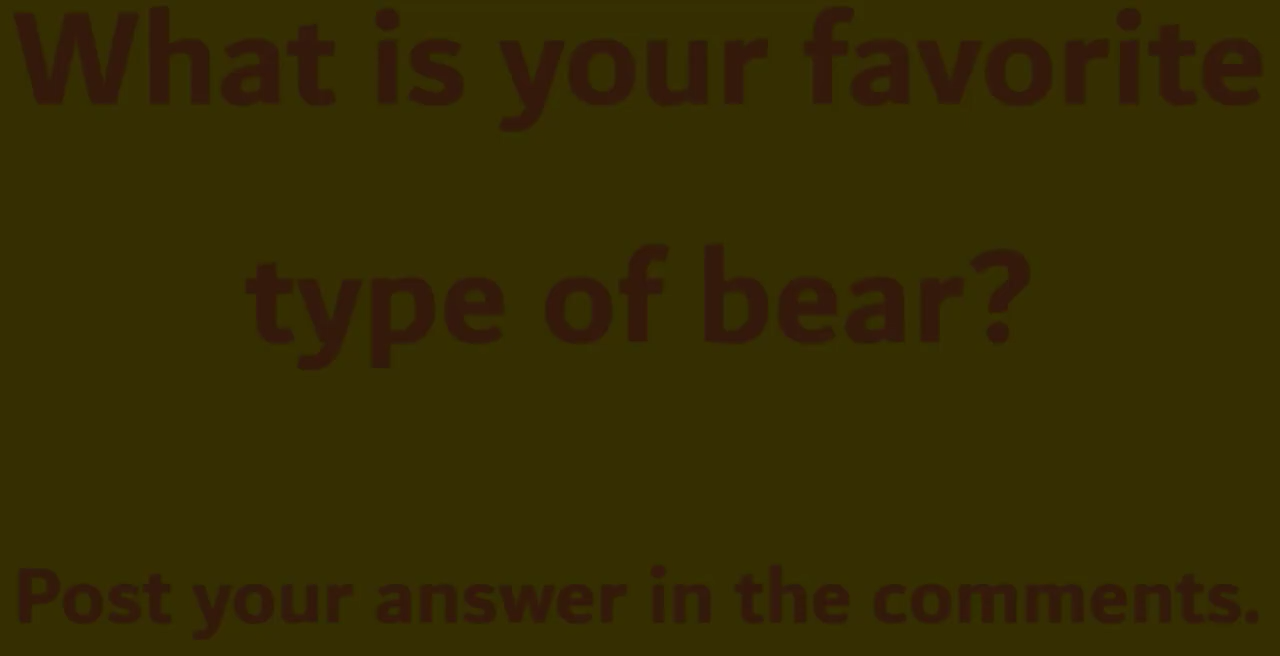 What is your favorite
type of bear?
Post your answer in the comments.